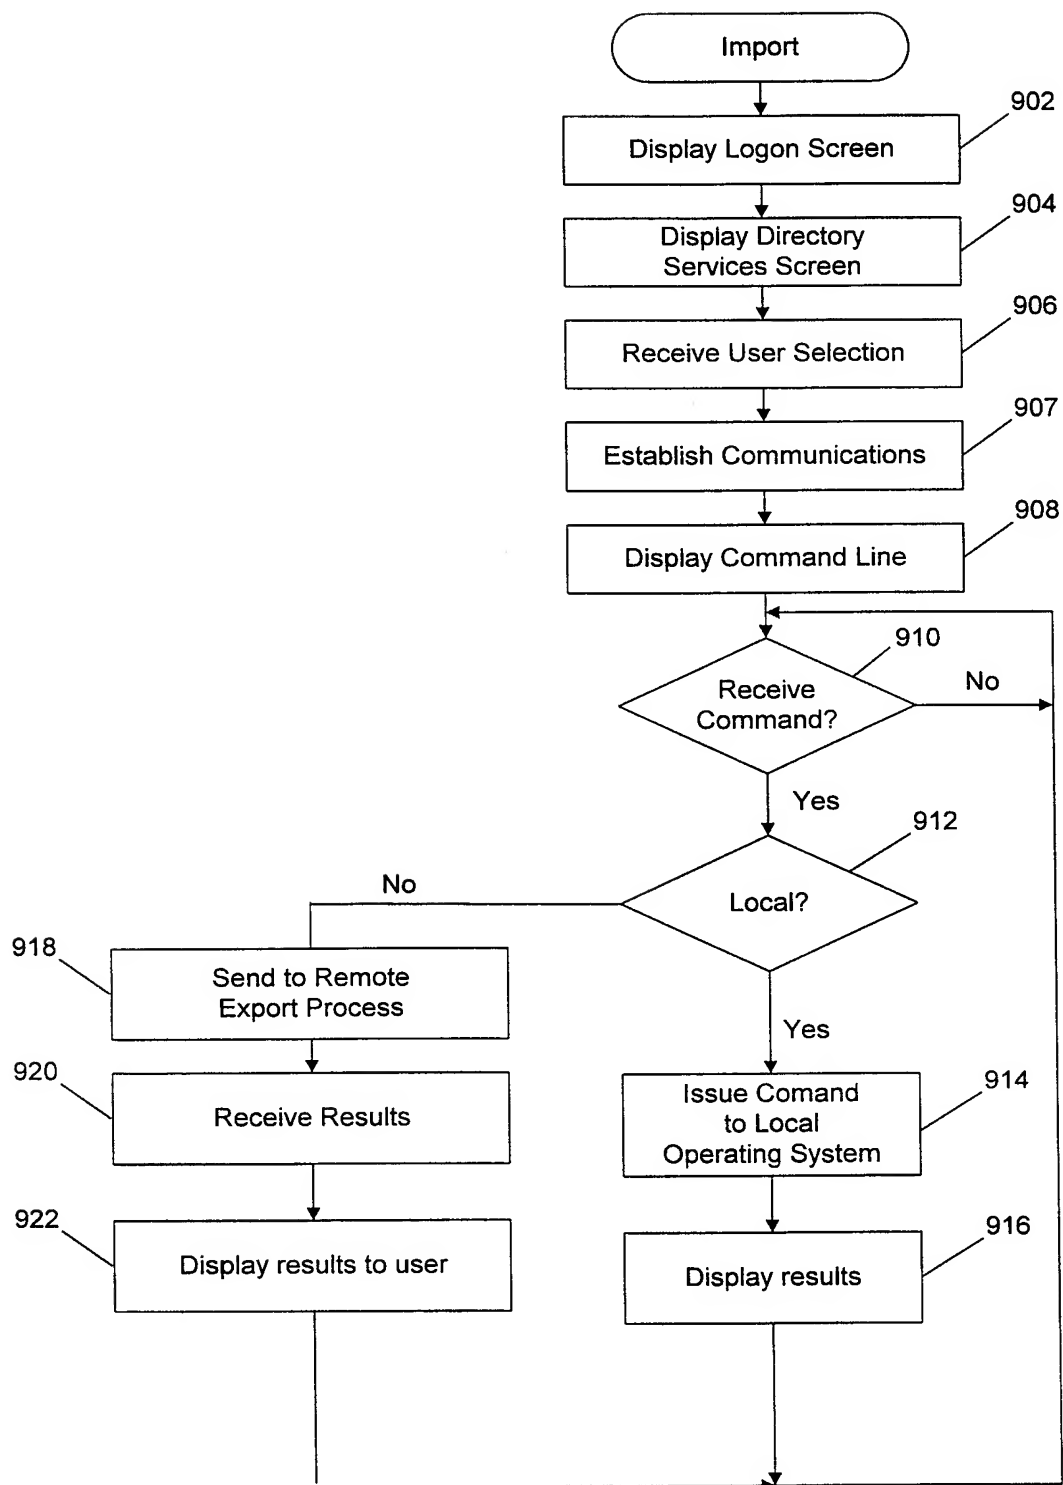 Import
902
Display Logon Screen
904
Display Directory
Services Screen
906
Receive User Selection
907
Establish Communications
908
Display Command Line
910
Receive
Command?
No
Yes
912
Local?
No
918
Send to Remote
Export Process
Yes
920
Receive Results
914
Issue Comand
to Local
Operating System
922
Display results to user
916
Display results